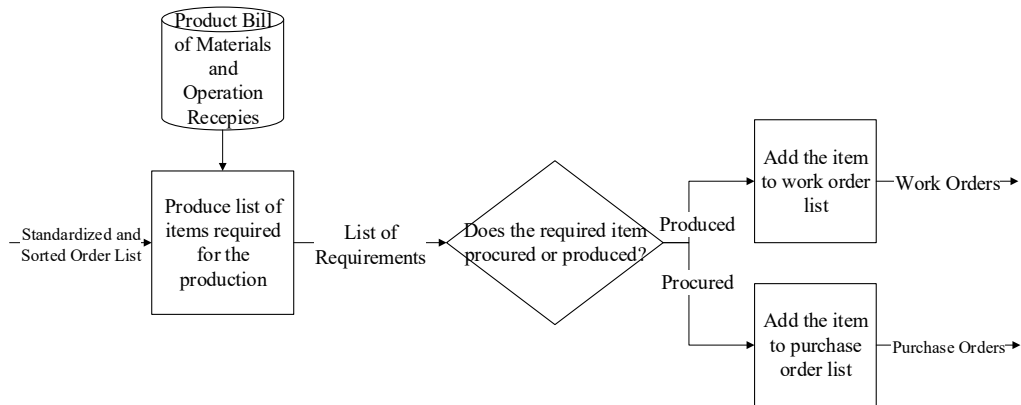 Product Bill
of Materials
and
Operation
Recepies
Standardized and
Sorted Order List
Produce list of
items required
for the
production
List of
Requirements
Does the required item
procured or produced?
Produced
Procured
Add the item
to work order
list
Work Orders
Add the item
to purchase
order list
Purchase Orders